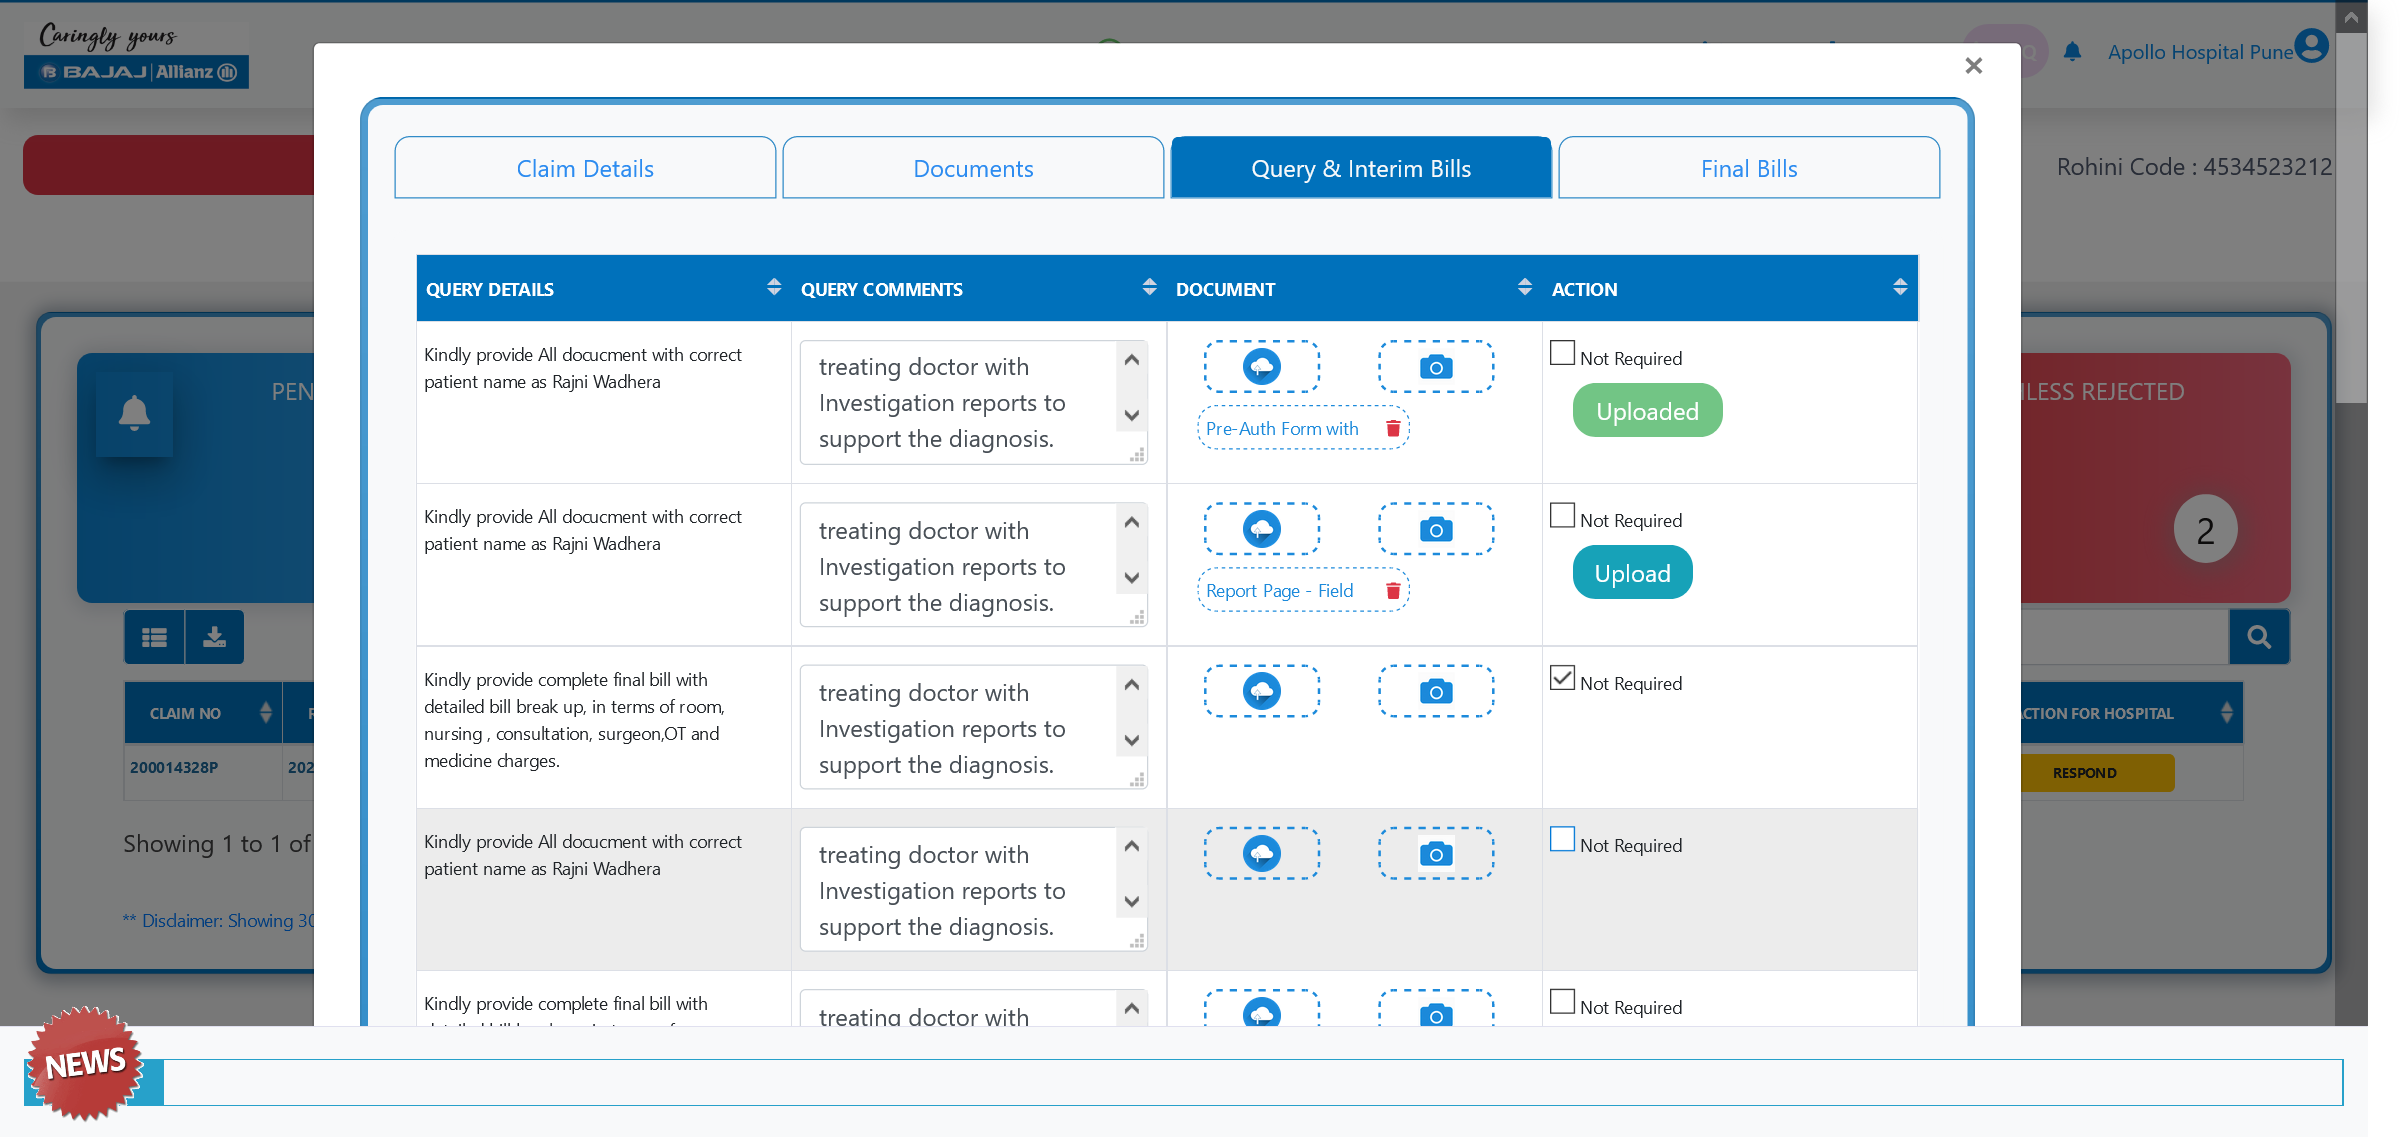 Caringly yours
BAJAJ | Allianz
Apollo Hospital Pune
Rohini Code : 4534523212
Claim Details
Documents
Query & Interim Bills
Final Bills
QUERY DETAILS
QUERY COMMENTS
DOCUMENT
ACTION
Kindly provide All docucment with correct
patient name as Rajni Wadhera
treating doctor with
Investigation reports to
support the diagnosis.
Pre-Auth Form with
Not Required
Uploaded
Kindly provide All docucment with correct
patient name as Rajni Wadhera
treating doctor with
Investigation reports to
support the diagnosis.
Report Page - Field
Not Required
Upload
Kindly provide complete final bill with
detailed bill break up, in terms of room,
nursing , consultation, surgeon,OT and
medicine charges.
treating doctor with
Investigation reports to
support the diagnosis.
Not Required
Kindly provide All docucment with correct
patient name as Rajni Wadhera
treating doctor with
Investigation reports to
support the diagnosis.
Not Required
Kindly provide complete final bill with
treating doctor with
Not Required
PEN
REJECTED
2
CLAIM NO
ACTION FOR HOSPITAL
200014328P
202
RESPOND
Showing 1 to 1 of
** Disclaimer: Showing 30
NEWS